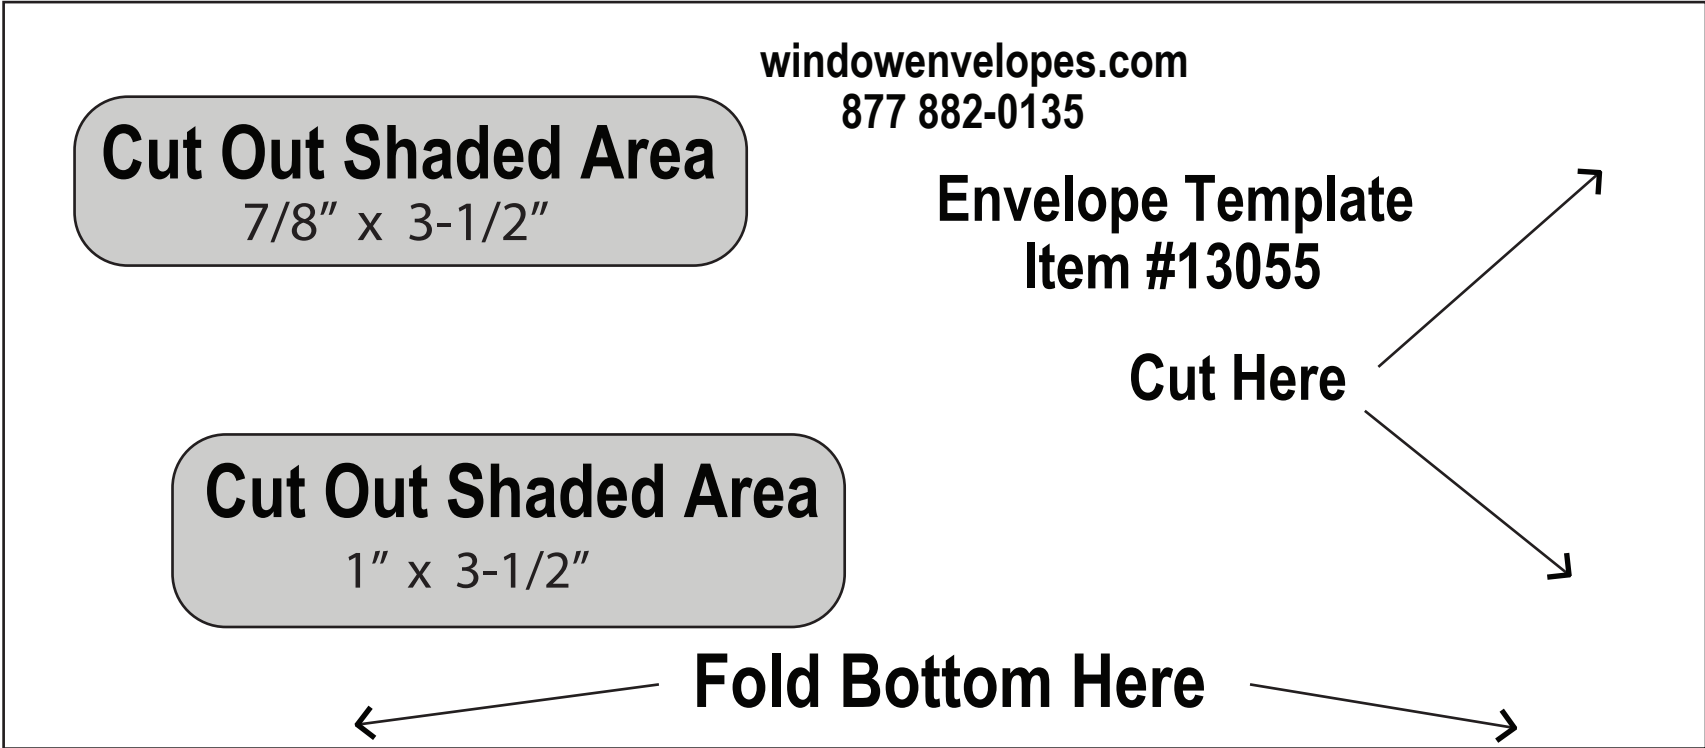 windowenvelopes.com
877 882-0135
Cut Out Shaded Area
7/8” x 3-1/2”
Envelope Template
Item #13055
Cut Here
Cut Out Shaded Area
1” x 3-1/2”
Fold Bottom Here